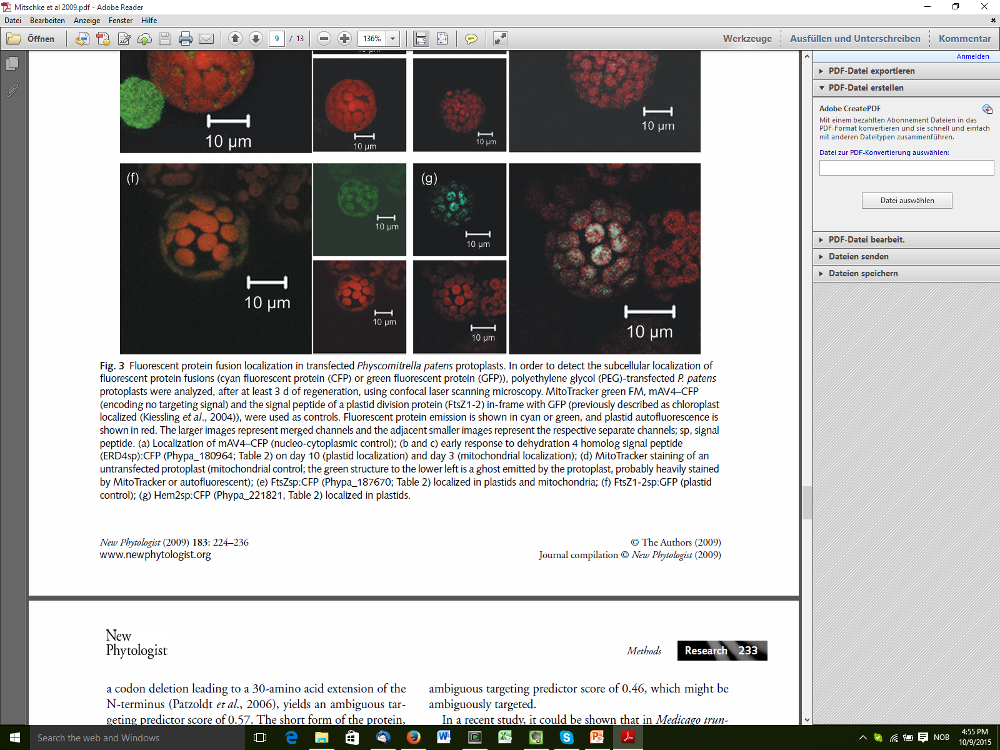 Mitschke et al 2009.pdf - Adobe Reader
Datei Bearbeiten Anzeige Fenster Hilfe
Öffnen 9 / 13 136% Werkzeuge Ausfüllen und Unterschreiben Kommentar
Anmelden
PDF-Datei exportieren
PDF-Datei erstellen
Adobe CreatePDF
Mit einem bezahlten Abonnement Dateien in das
PDF-Format konvertieren und sie schnell und einfach
mit anderen Dateitypen zusammenführen.
Datei zur PDF-Konvertierung auswählen:
Datei auswählen
PDF-Datei bearbeit.
Dateien senden
Dateien speichern
10 µm
10 µm
10 µm
10 µm
(f)
10 µm
10 µm
10 µm
(g)
10 µm
10 µm
10 µm
Fig. 3 Fluorescent protein fusion localization in transfected Physcomitrella patens protoplasts. In order to detect the subcellular localization of
fluorescent protein fusions (cyan fluorescent protein (CFP) or green fluorescent protein (GFP)), polyethylene glycol (PEG)-transfected P. patens
protoplasts were analyzed, after at least 3 d of regeneration, using confocal laser scanning microscopy. MitoTracker green FM, mAV4–CFP
(encoding no targeting signal) and the signal peptide of a plastid division protein (FtsZ1-2) in-frame with GFP (previously described as chloroplast
localized (Kiessling et al., 2004)), were used as controls. Fluorescent protein emission is shown in cyan or green, and plastid autofluorescence is
shown in red. The larger images represent merged channels and the adjacent smaller images represent the respective separate channels; sp, signal
peptide. (a) Localization of mAV4–CFP (nucleo-cytoplasmic control); (b and c) early response to dehydration 4 homolog signal peptide
(ERD4sp):CFP (Phypa_180964; Table 2) on day 10 (plastid localization) and day 3 (mitochondrial localization); (d) MitoTracker staining of an
untransfected protoplast (mitochondrial control; the green structure to the lower left is a ghost emitted by the protoplast, probably heavily stained
by MitoTracker or autofluorescent); (e) FtsZsp:CFP (Phypa_187670; Table 2) localized in plastids and mitochondria; (f) FtsZ1-2sp:GFP (plastid
control); (g) Hem2sp:CFP (Phypa_221821, Table 2) localized in plastids.
New Phytologist (2009) 183: 224–236
www.newphytologist.org
© The Authors (2009)
Journal compilation © New Phytologist (2009)
New
Phytologist
Methods Research 233
a codon deletion leading to a 30-amino acid extension of the
N-terminus (Patzoldt et al., 2006), yields an ambiguous tar-
geting predictor score of 0.57. The short form of the protein,
ambiguous targeting predictor score of 0.46, which might be
ambiguously targeted.
In a recent study, it could be shown that in Medicago trun-
Search the web and Windows
NOB
4:55 PM
10/9/2015